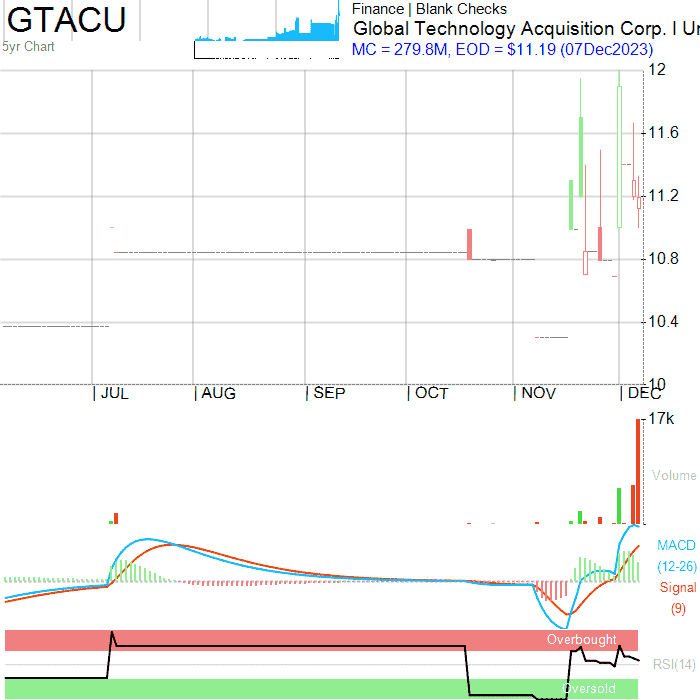 GTACU
5yr Chart
Finance | Blank Checks
Global Technology Acquisition Corp. I Un
MC = 279.8M, EOD = $11.19 (07Dec2023)
12
11.6
11.2
10.8
10.4
10
JUL
AUG
SEP
OCT
NOV
DEC
17k
Volume
MACD
(12-26)
Signal
(9)
Overbought
RSI(14)
Oversold